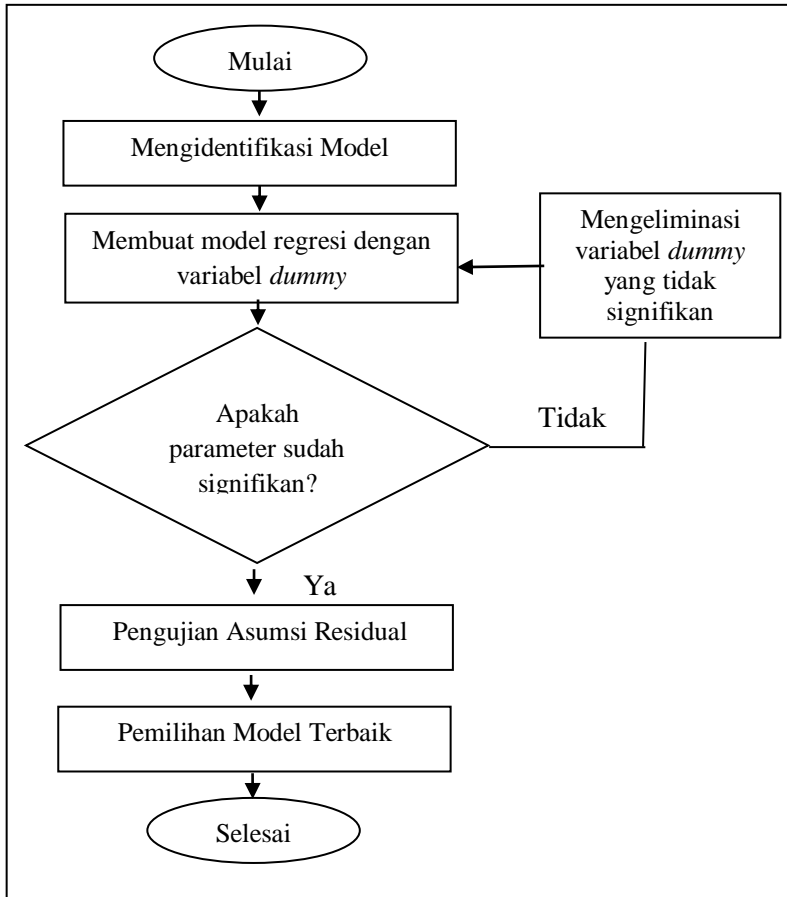 Mulai
Mengidentifikasi Model
Membuat model regresi dengan
variabel dummy
Mengeliminasi
variabel dummy
yang tidak
signifikan
Apakah
parameter sudah
signifikan?
Tidak
Ya
Pengujian Asumsi Residual
Pemilihan Model Terbaik
Selesai